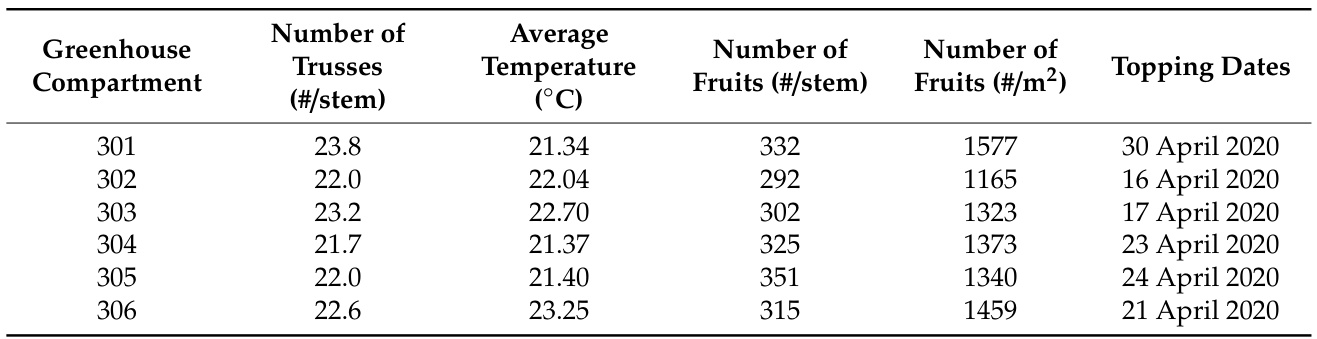 Greenhouse Compartment | Number of Trusses (#/stem) | Average Temperature (°C) | Number of Fruits (#/stem) | Number of Fruits (#/m²) | Topping Dates
301 23.8 21.34 332 1577 30 April 2020
302 22.0 22.04 292 1165 16 April 2020
303 23.2 22.70 302 1323 17 April 2020
304 21.7 21.37 325 1373 23 April 2020
305 22.0 21.40 351 1340 24 April 2020
306 22.6 23.25 315 1459 21 April 2020